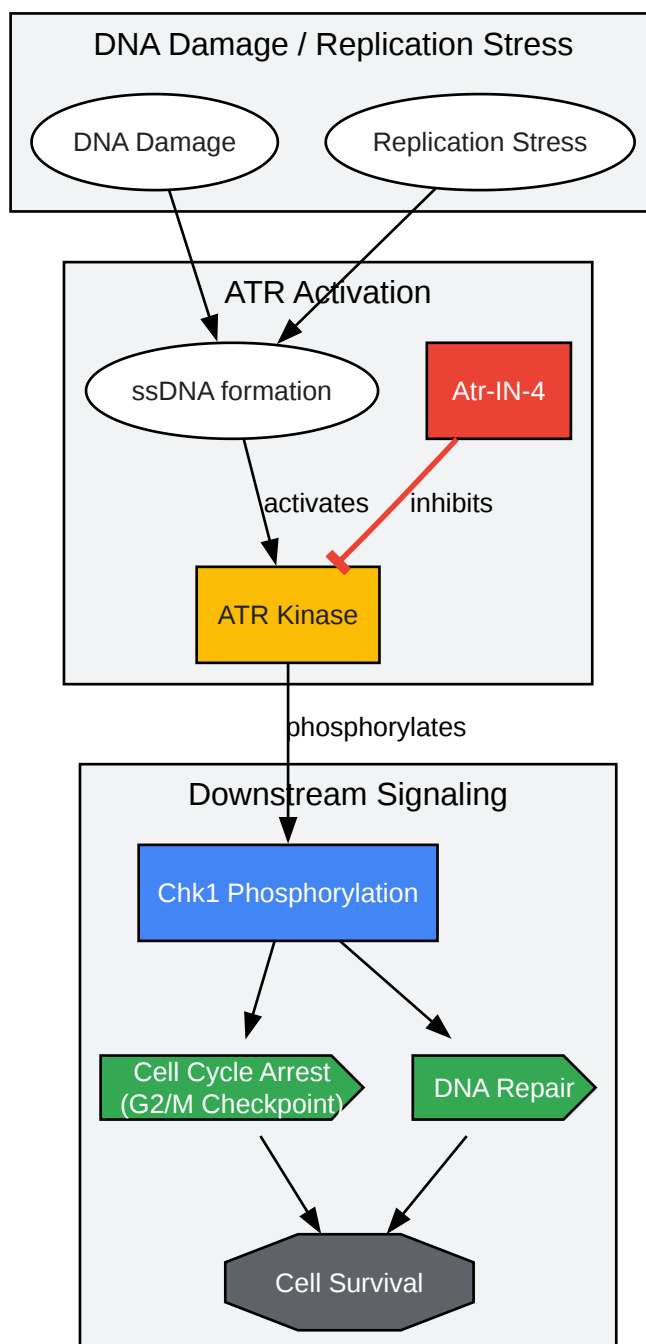 DNA Damage / Replication Stress
DNA Damage
Replication Stress
ATR Activation
ssDNA formation
Atr-IN-4
activates
inhibits
ATR Kinase
phosphorylates
Downstream Signaling
Chk1 Phosphorylation
Cell Cycle Arrest
(G2/M Checkpoint)
DNA Repair
Cell Survival